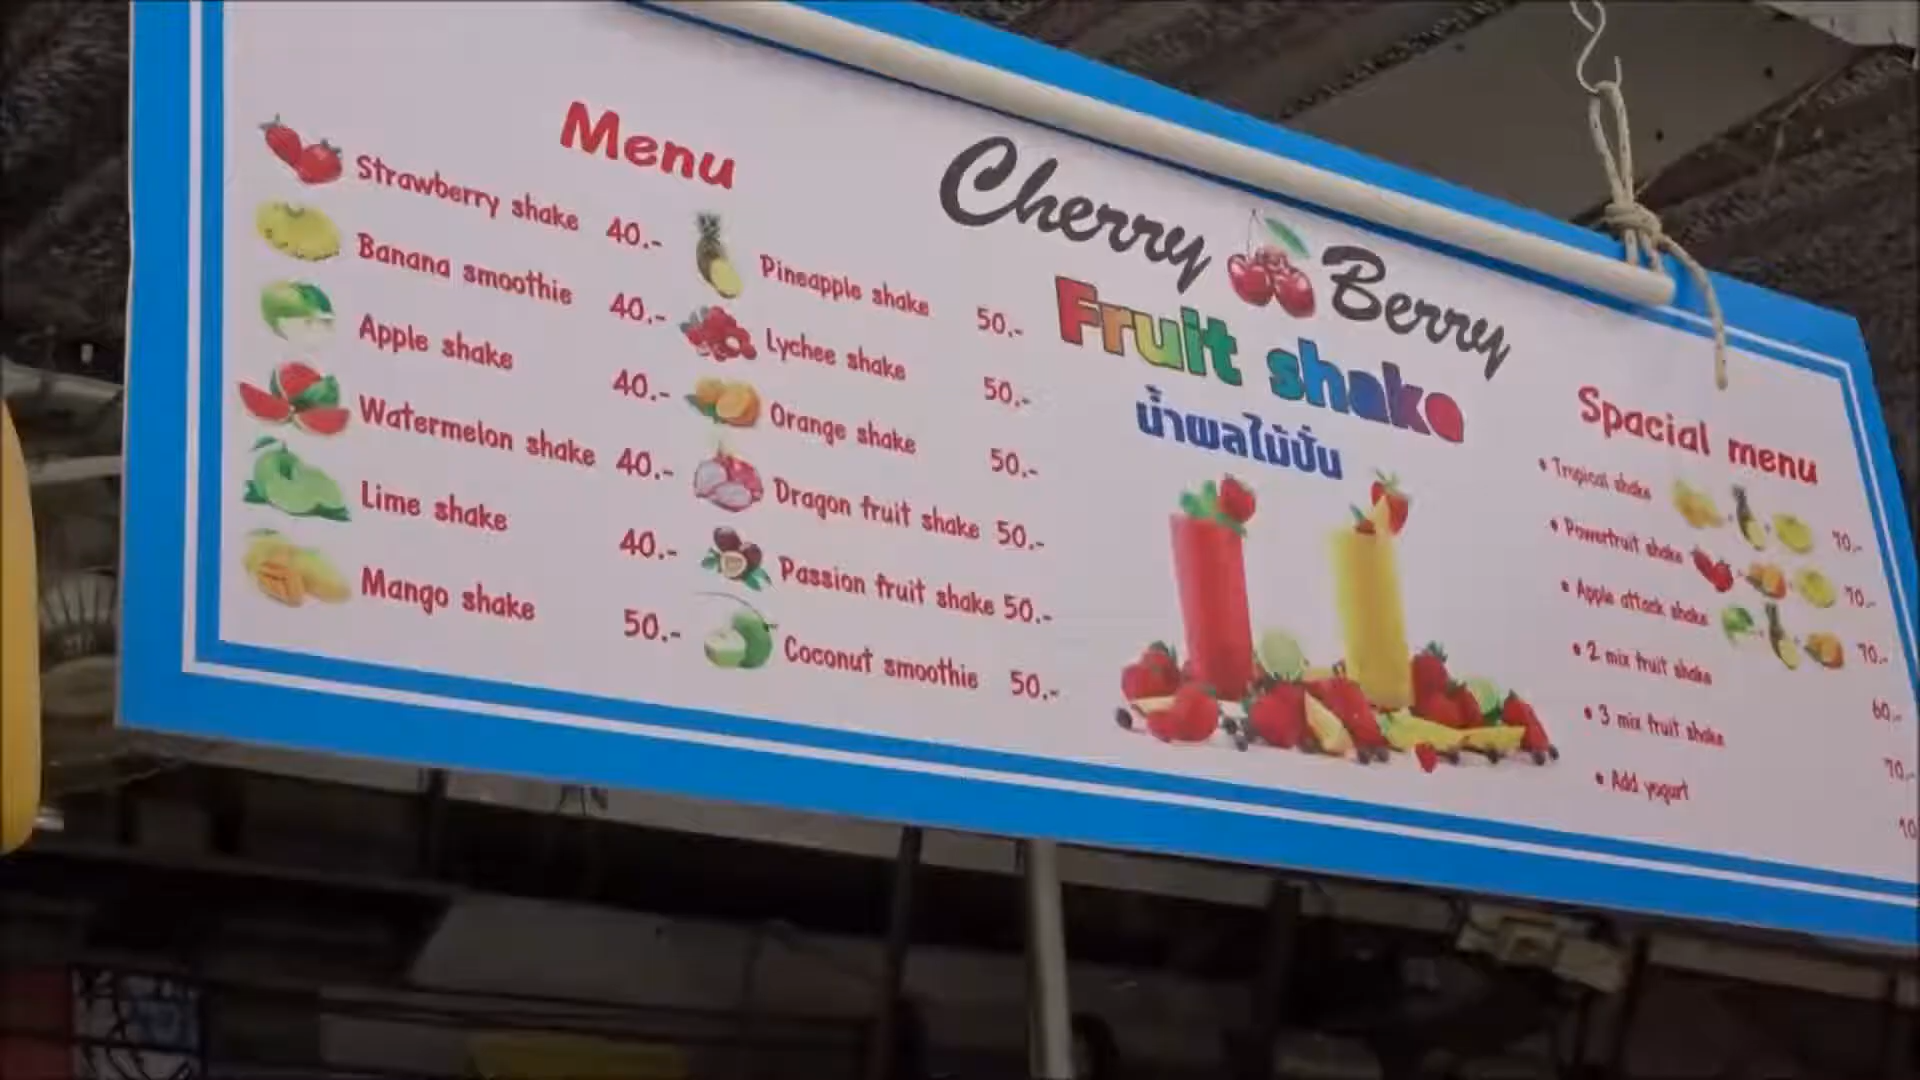 Menu
Strawberry shake 40.-
Banana smoothie 40.-
Apple shake 40.-
Watermelon shake 40.-
Lime shake 40.-
Mango shake 50.-
Pineapple shake 50.-
Lychee shake 50.-
Orange shake 50.-
Dragon fruit shake 50.-
Passion fruit shake 50.-
Coconut smoothie 50.-
Cherry Berry
Fruit shake
น้ำผลไม้ปั่น
Spacial menu
• Tropical shake 70.-
• Powerfruit shake 70.-
• Apple attack shake 70.-
• 2 mix fruit shake 60.-
• 3 mix fruit shake 70.-
• Add yogurt 10